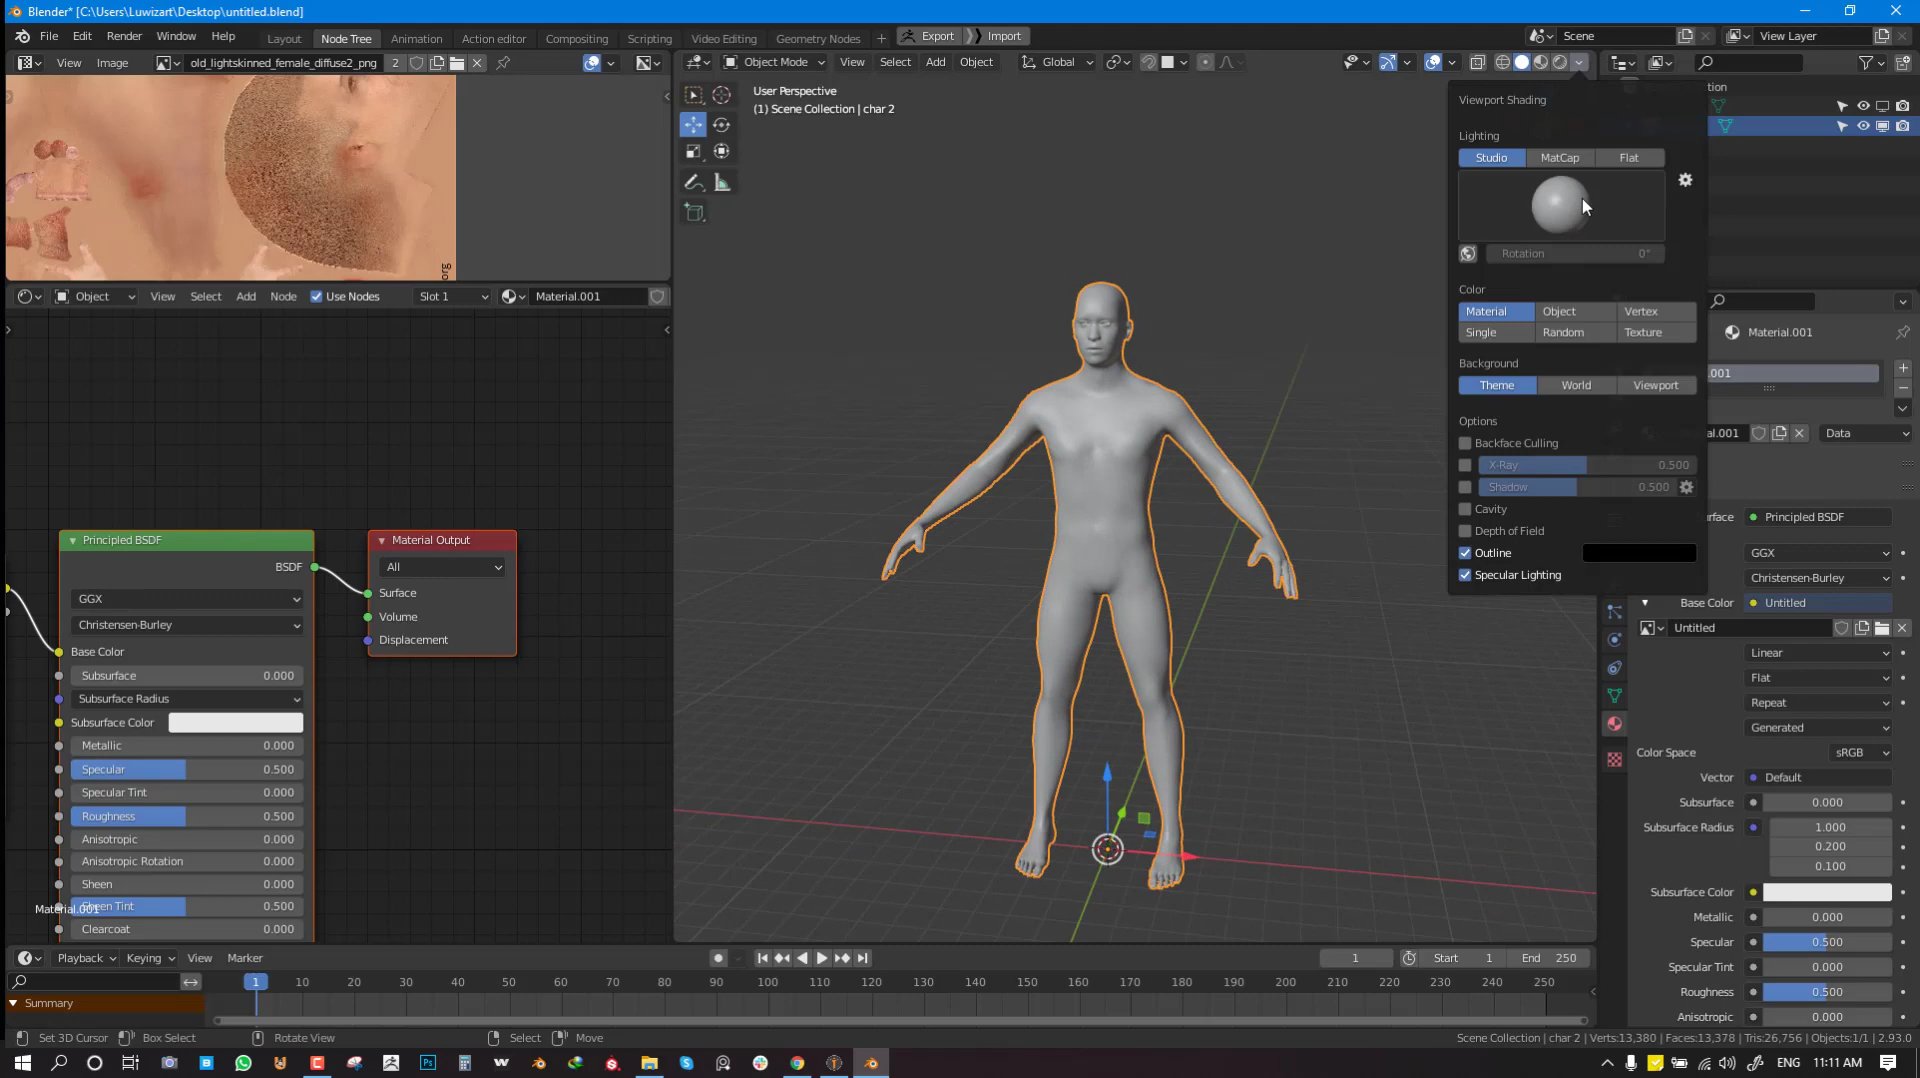 Blender* [C:\Users\Luwizart\Desktop\untitled.blend]
File Edit Render Window Help
Layout Node Tree Animation Action editor Compositing Scripting Video Editing Geometry Nodes +
Export Import
Scene
View Layer
View Image
old_lightskinned_female_diffuse2_png 2
Object Mode View Select Add Object
Global
User Perspective
(1) Scene Collection | char 2
org
Object View Select Add Node Use Nodes Slot 1 Material.001
Principled BSDF
BSDF
GGX
Christensen-Burley
Base Color
Subsurface 0.000
Subsurface Radius
Subsurface Color
Metallic 0.000
Specular 0.500
Specular Tint 0.000
Roughness 0.500
Anisotropic 0.000
Anisotropic Rotation 0.000
Sheen 0.000
Sheen Tint 0.500
Clearcoat 0.000
Material.001
Material Output
All
Surface
Volume
Displacement
Viewport Shading
Lighting
Studio MatCap Flat
Rotation 0°
Color
Material Object Vertex
Single Random Texture
Background
Theme World Viewport
Options
Backface Culling
X-Ray 0.500
Shadow 0.500
Cavity
Depth of Field
Outline
Specular Lighting
Material.001
.001
Data
Principled BSDF
GGX
Christensen-Burley
Base Color Untitled
Untitled
Linear
Flat
Repeat
Generated
Color Space sRGB
Vector Default
Subsurface 0.000
Subsurface Radius 1.000
0.200
0.100
Subsurface Color
Metallic 0.000
Specular 0.500
Specular Tint 0.000
Roughness 0.500
Anisotropic 0.000
Playback Keying View Marker
1 Start 1 End 250
1 10 20 30 40 50 60 70 80 90 100 110 120 130 140 150 160 170 180 190 200 210 220 230 240 250
Summary
Set 3D Cursor Box Select Rotate View Select Move
Scene Collection | char 2 | Verts:13,380 | Faces:13,378 | Tris:26,756 | Objects:1/1 | 2.93.0
ENG 11:11 AM